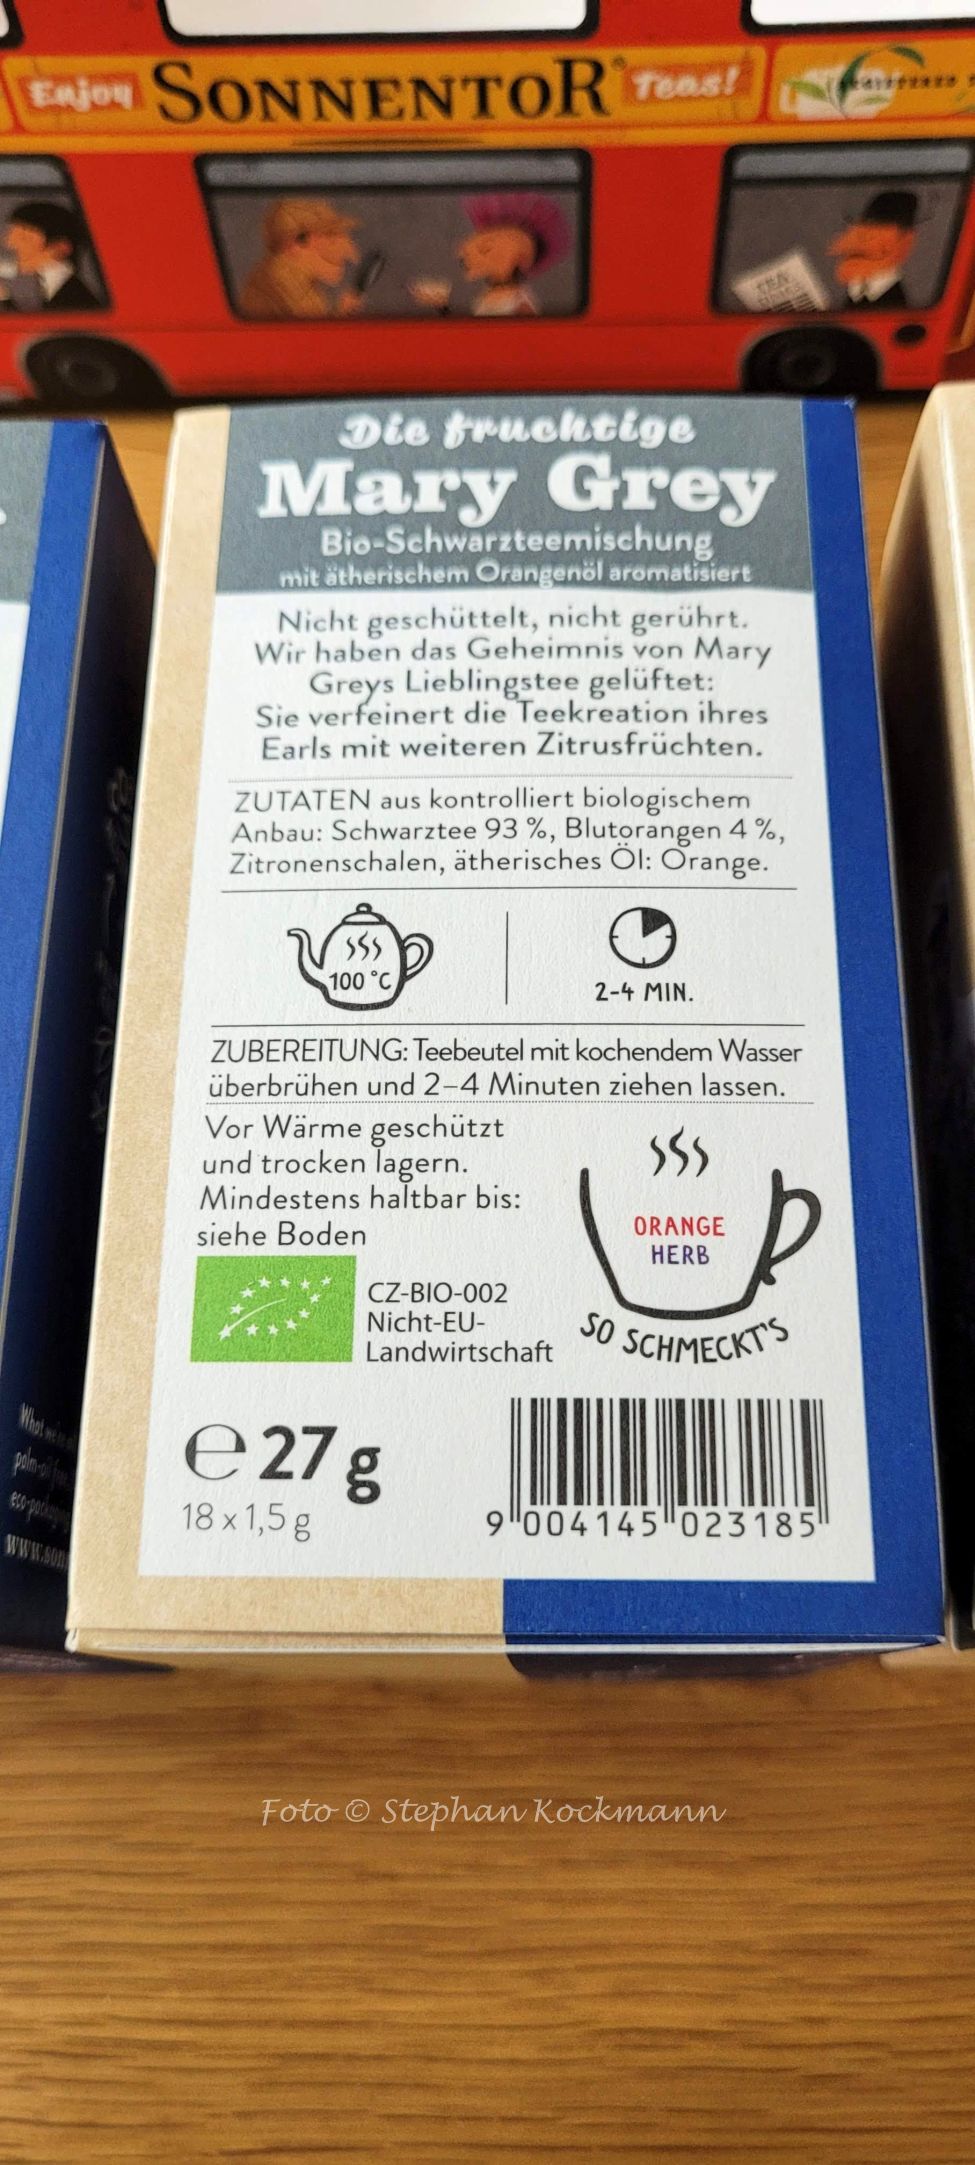 Enjoy SONNENTOR® Teas!
Die fruchtige
Mary Grey
Bio-Schwarzteemischung
mit ätherischem Orangenöl aromatisiert
Nicht geschüttelt, nicht gerührt.
Wir haben das Geheimnis von Mary
Greys Lieblingstee gelüftet:
Sie verfeinert die Teekreation ihres
Earls mit weiteren Zitrusfrüchten.
ZUTATEN aus kontrolliert biologischem
Anbau: Schwarztee 93 %, Blutorangen 4 %,
Zitronenschalen, ätherisches Öl: Orange.
100 °C
2-4 MIN.
ZUBEREITUNG: Teebeutel mit kochendem Wasser
überbrühen und 2–4 Minuten ziehen lassen.
Vor Wärme geschützt
und trocken lagern.
Mindestens haltbar bis:
siehe Boden
ORANGE
HERB
SO SCHMECKT'S
CZ-BIO-002
Nicht-EU-
Landwirtschaft
e 27 g
18 x 1,5 g
9 004145 023185
What
palm-oil
www.son
Foto © Stephan Kockmann